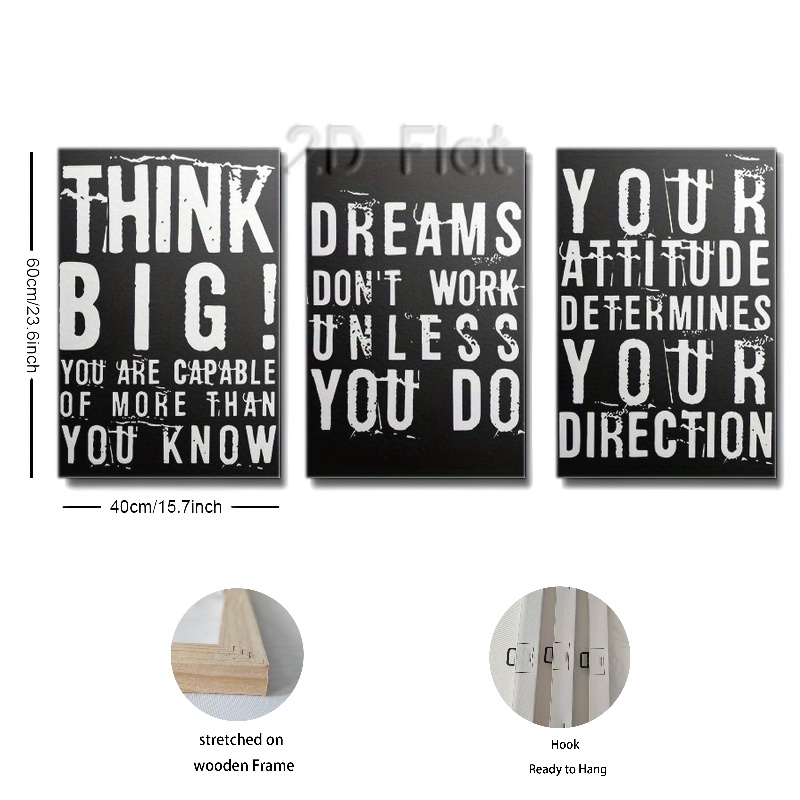 2D Flat
THINK
BIG!
YOU ARE CAPABLE
OF MORE THAN
YOU KNOW
DREAMS
DON'T WORK
UNLESS
YOU DO
YOUR
ATTITUDE
DETERMINES
YOUR
DIRECTION
60cm/23.6inch
40cm/15.7inch
stretched on
wooden Frame
Hook
Ready to Hang